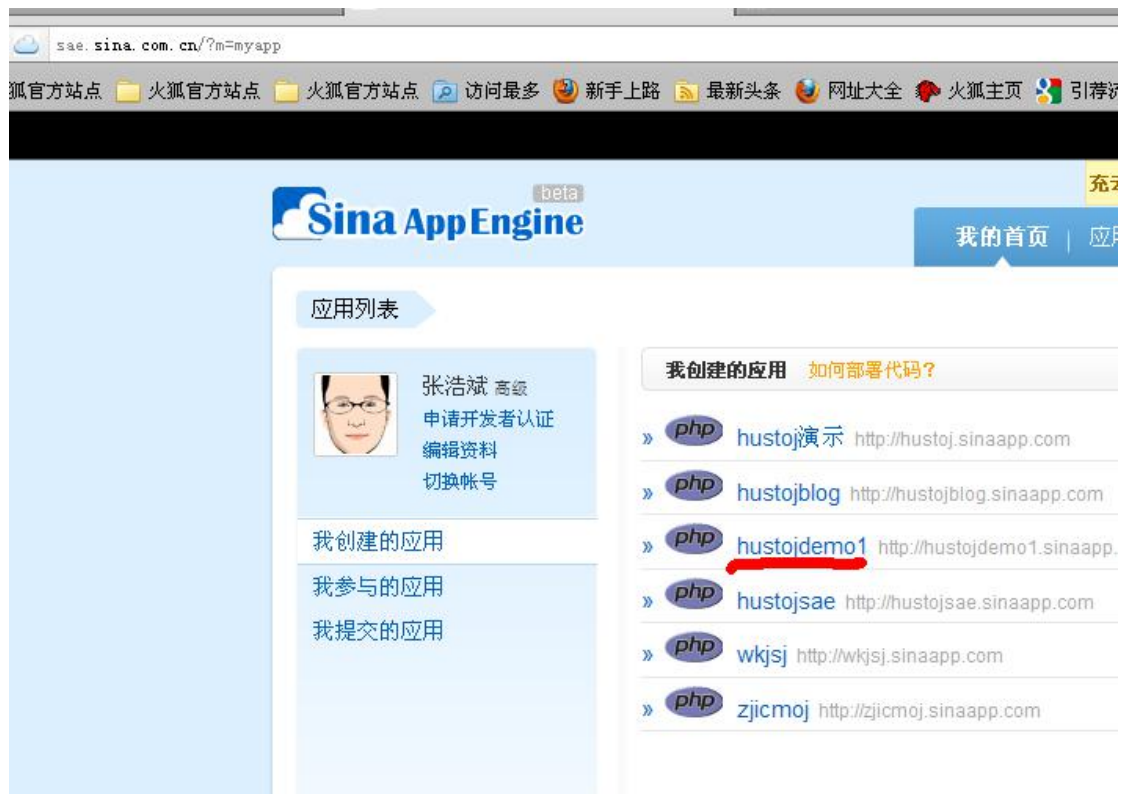 sae.sina.com.cn/?m=myapp
狐官方站点 火狐官方站点 火狐官方站点 访问最多 新手上路 最新头条 网址大全 火狐主页 引荐
beta
Sina App Engine
我的首页
应用列表
张浩斌 高级
申请开发者认证
编辑资料
切换帐号
我创建的应用
我参与的应用
我提交的应用
我创建的应用 如何部署代码?
» php hustoj演示 http://hustoj.sinaapp.com
» php hustojblog http://hustojblog.sinaapp.com
» php hustojdemo1 http://hustojdemo1.sinaapp.
» php hustojsae http://hustojsae.sinaapp.com
» php wkjsj http://wkjsj.sinaapp.com
» php zjicmoj http://zjicmoj.sinaapp.com